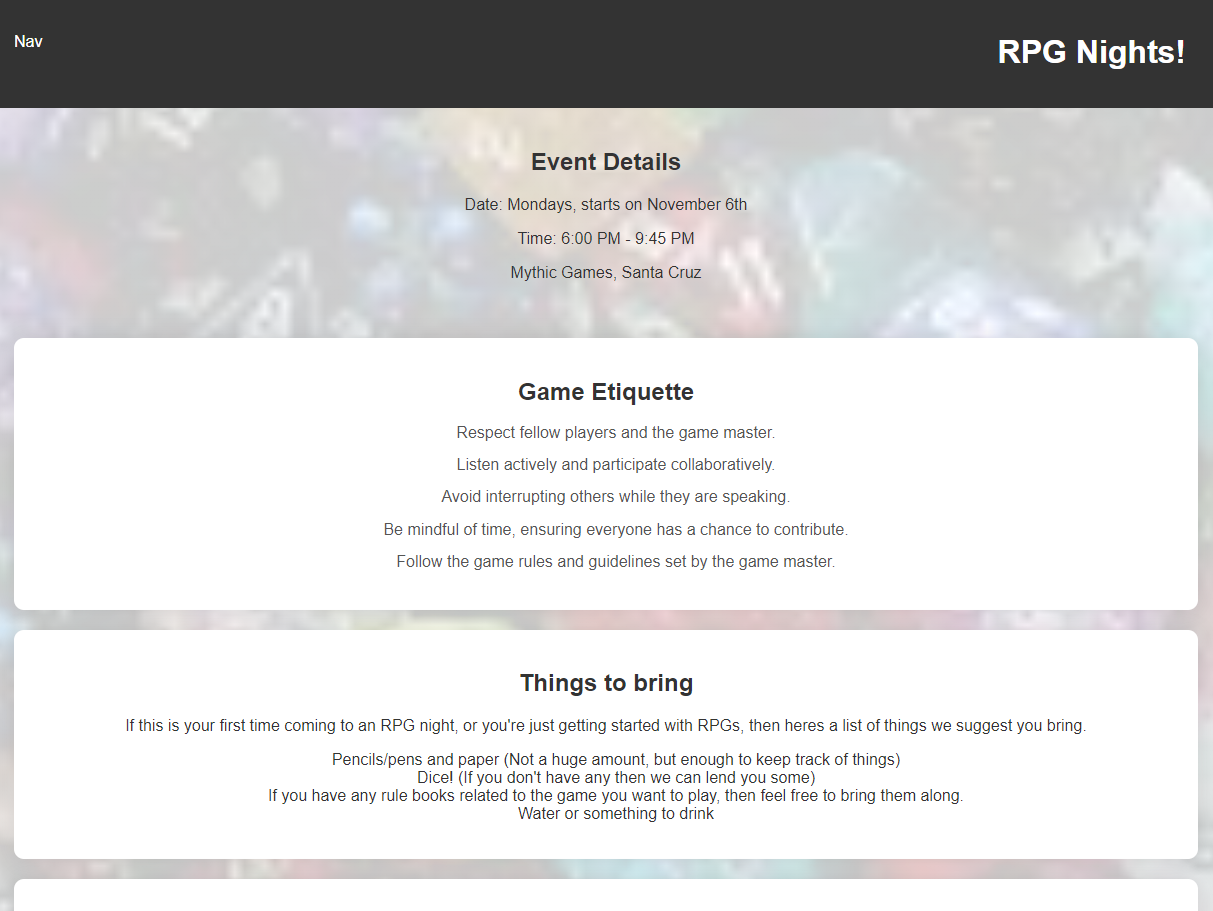 Nav
RPG Nights!
Event Details
Date: Mondays, starts on November 6th
Time: 6:00 PM - 9:45 PM
Mythic Games, Santa Cruz
Game Etiquette
Respect fellow players and the game master.
Listen actively and participate collaboratively.
Avoid interrupting others while they are speaking.
Be mindful of time, ensuring everyone has a chance to contribute.
Follow the game rules and guidelines set by the game master.
Things to bring
If this is your first time coming to an RPG night, or you're just getting started with RPGs, then heres a list of things we suggest you bring.
Pencils/pens and paper (Not a huge amount, but enough to keep track of things)
Dice! (If you don't have any then we can lend you some)
If you have any rule books related to the game you want to play, then feel free to bring them along.
Water or something to drink